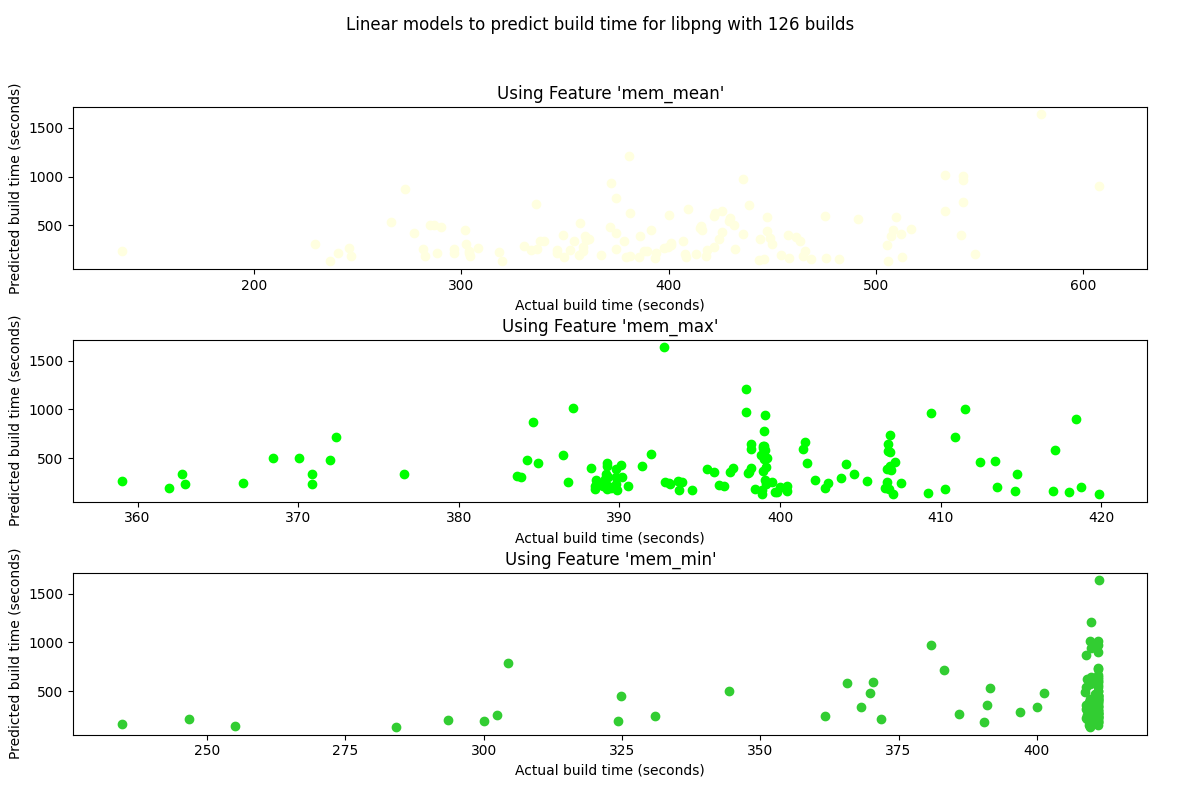 Linear models to predict build time for libpng with 126 builds
Using Feature 'mem_mean'
Predicted build time (seconds)
1500
1000
500
200 300 400 500 600
Actual build time (seconds)
Using Feature 'mem_max'
Predicted build time (seconds)
1500
1000
500
360 370 380 390 400 410 420
Actual build time (seconds)
Using Feature 'mem_min'
Predicted build time (seconds)
1500
1000
500
250 275 300 325 350 375 400
Actual build time (seconds)